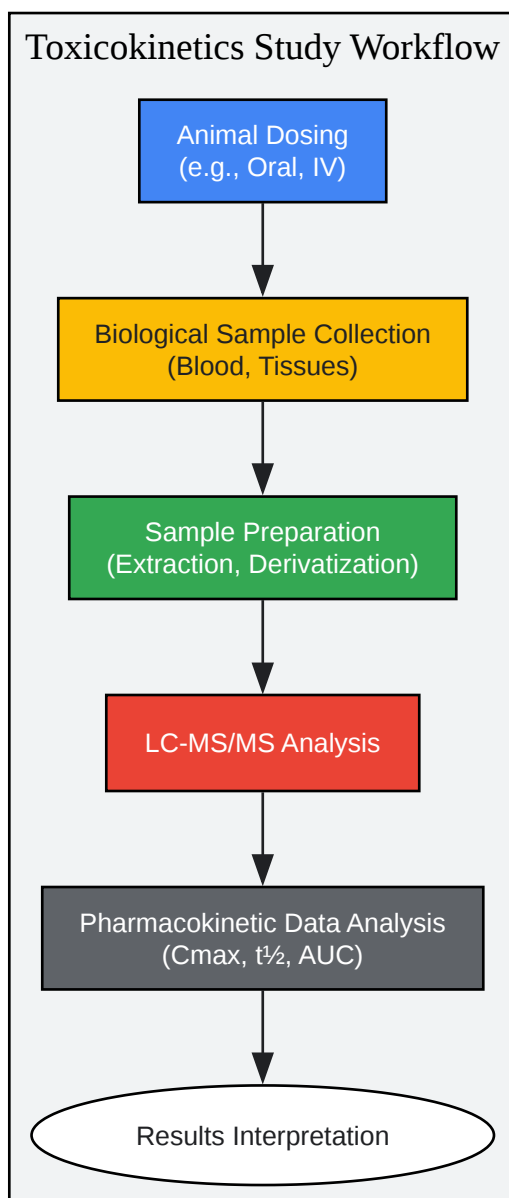 Toxicokinetics Study Workflow
Animal Dosing
(e.g., Oral, IV)
Biological Sample Collection
(Blood, Tissues)
Sample Preparation
(Extraction, Derivatization)
LC-MS/MS Analysis
Pharmacokinetic Data Analysis
(Cmax, t½, AUC)
Results Interpretation